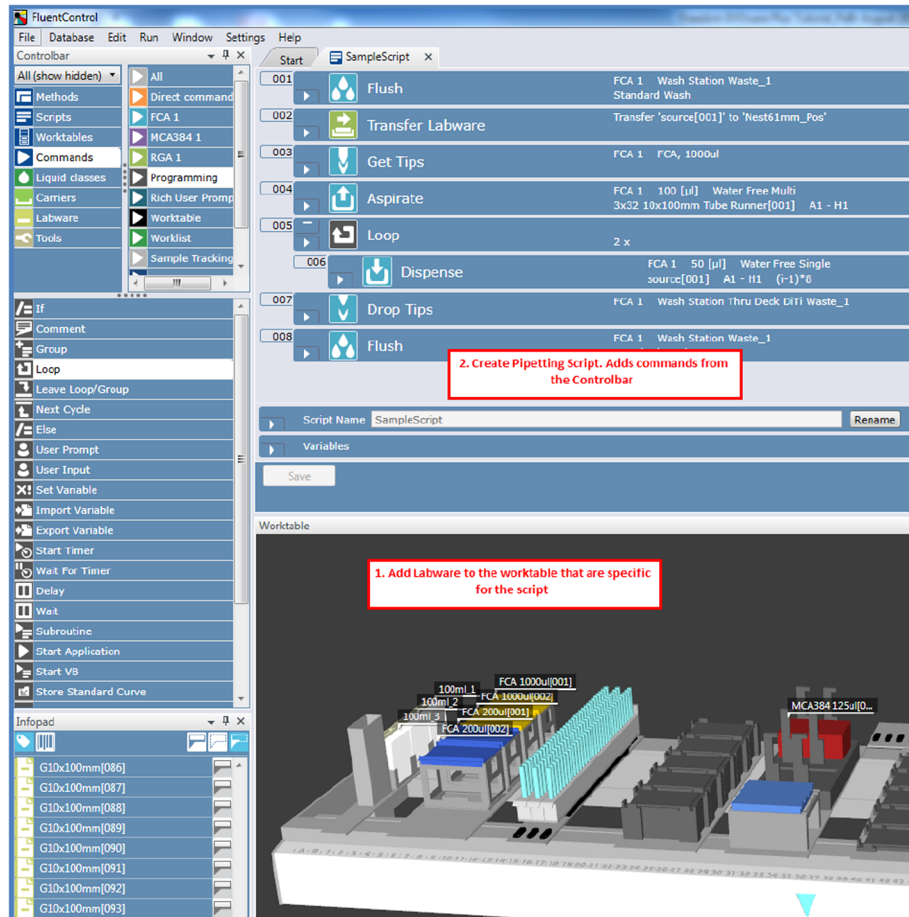 FluentControl
File Database Edit Run Window Settings Help
Controlbar
All (show hidden)
Methods
Scripts
Worktables
Commands
Liquid classes
Carriers
Labware
Tools
All
Direct command
FCA 1
MCA384 1
RGA 1
Programming
Rich User Promp
Worktable
Worklist
Sample Tracking
If
Comment
Group
Loop
Leave Loop/Group
Next Cycle
Else
User Prompt
User Input
Set Variable
Import Variable
Export Variable
Start Timer
Wait For Timer
Delay
Wait
Subroutine
Start Application
Start VB
Store Standard Curve
Infopad
G10x100mm[086]
G10x100mm[087]
G10x100mm[088]
G10x100mm[089]
G10x100mm[090]
G10x100mm[091]
G10x100mm[092]
G10x100mm[093]
Start SampleScript
001 Flush FCA 1 Wash Station Waste_1
Standard Wash
002 Transfer Labware Transfer 'source[001]' to 'Nest61mm_Pos'
003 Get Tips FCA 1 FCA, 1000ul
004 Aspirate FCA 1 100 [µl] Water Free Multi
3x32 10x100mm Tube Runner[001] A1 - H1
005 Loop 2 x
006 Dispense FCA 1 50 [µl] Water Free Single
source[001] A1 - H1 (i-1)*8
007 Drop Tips FCA 1 Wash Station Thru Deck DiTi Waste_1
008 Flush FCA 1 Wash Station Waste_1
2. Create Pipetting Script. Adds commands from
the Controlbar
Script Name SampleScript Rename
Variables
Save
Worktable
1. Add Labware to the worktable that are specific
for the script
FCA 1000ul[001]
100ml_1
FCA 1000ul[002]
100ml_2
FCA 200ul[001]
100ml_3
FCA 200ul[002]
MCA384 125ul[0...